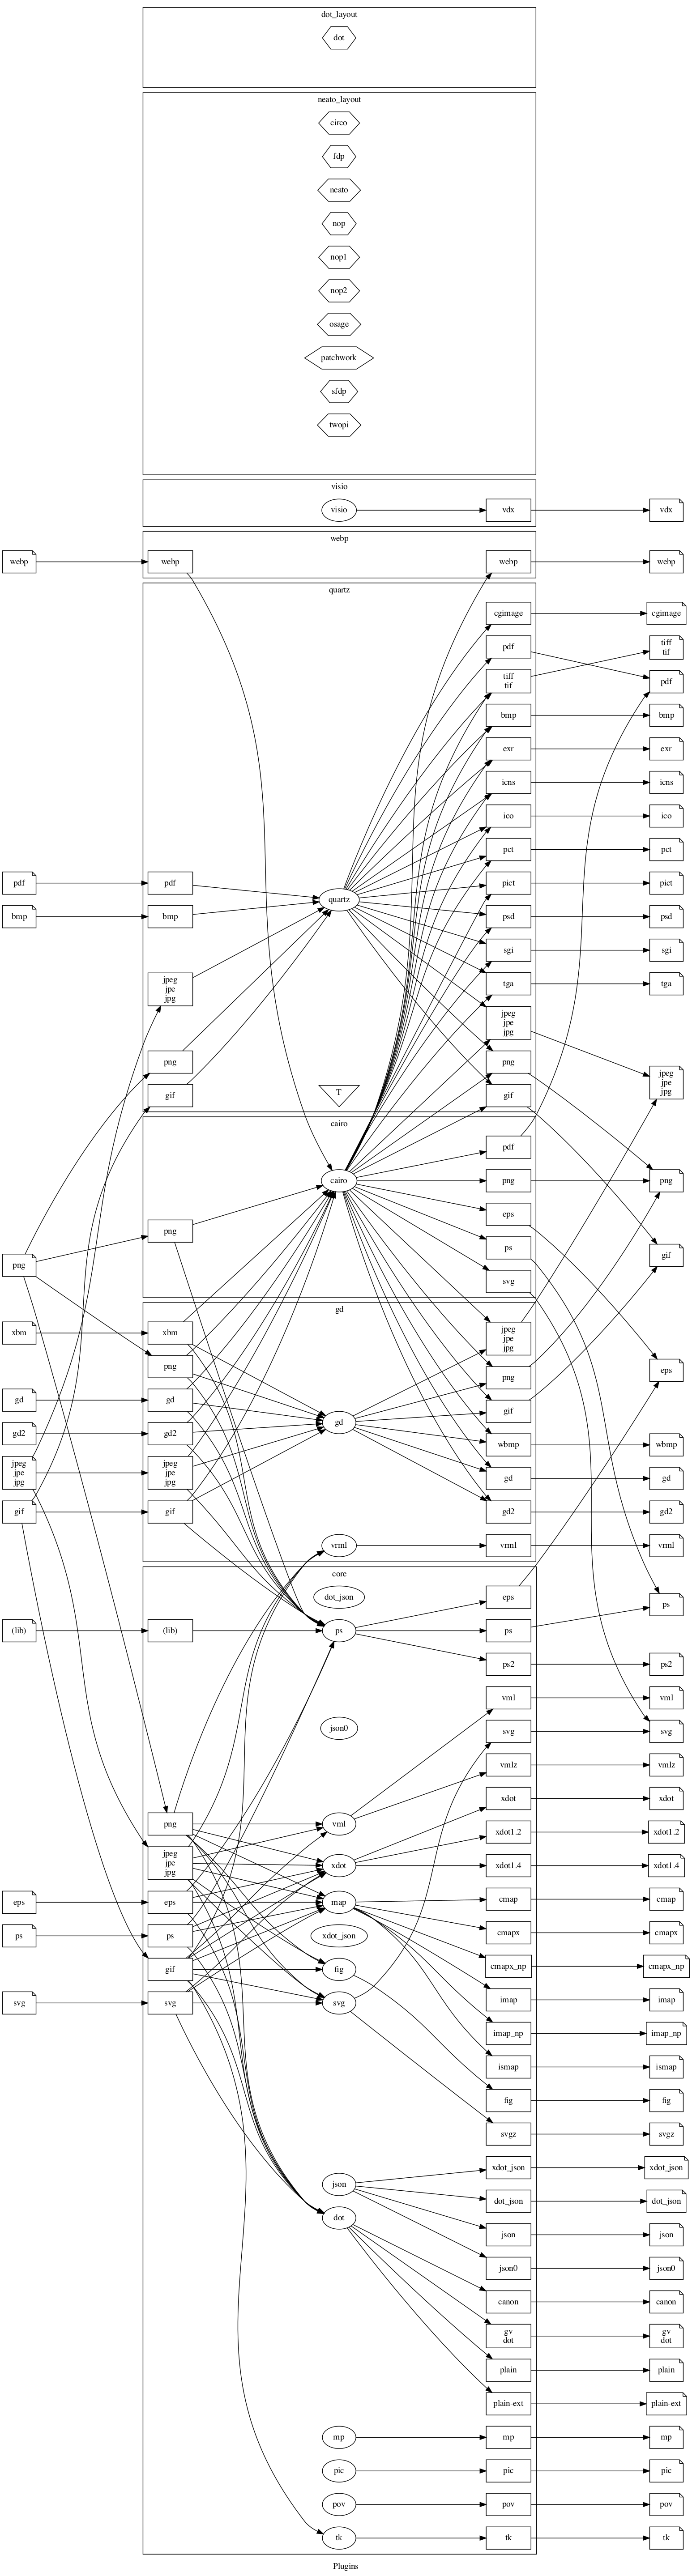 dot_layout
dot
neato_layout
circo
fdp
neato
nop
nop1
nop2
osage
patchwork
sfdp
twopi
visio
visio
vdx
vdx
webp
webp
webp
webp
webp
quartz
cgimage
cgimage
pdf
tiff
tif
tiff
tif
pdf
bmp
bmp
exr
exr
icns
icns
ico
ico
pct
pct
pdf
pdf
quartz
pict
pict
bmp
bmp
psd
psd
sgi
sgi
jpeg
jpe
jpg
tga
tga
jpeg
jpe
jpg
png
png
jpeg
jpe
jpg
gif
T
gif
cairo
pdf
cairo
png
png
png
png
eps
ps
gif
svg
gd
xbm
xbm
jpeg
jpe
jpg
png
png
eps
gd
gd
gif
gd
gd2
gd2
wbmp
wbmp
jpeg
jpe
jpg
jpeg
jpe
jpg
gd
gd
gif
gif
gd2
gd2
vrml
vrml
vrml
core
dot_json
eps
ps
(lib)
(lib)
ps
ps
ps2
ps2
vml
vml
json0
svg
svg
vmlz
vmlz
xdot
xdot
png
vml
xdot1.2
xdot1.2
jpeg
jpe
jpg
xdot
xdot1.4
xdot1.4
eps
eps
map
cmap
cmap
ps
ps
xdot_json
cmapx
cmapx
gif
fig
cmapx_np
cmapx_np
svg
svg
svg
imap
imap
imap_np
imap_np
ismap
ismap
fig
fig
svgz
svgz
xdot_json
xdot_json
json
dot_json
dot_json
dot
json
json
json0
json0
canon
canon
gv
dot
gv
dot
plain
plain
plain-ext
plain-ext
mp
mp
mp
pic
pic
pic
pov
pov
pov
tk
tk
tk
Plugins